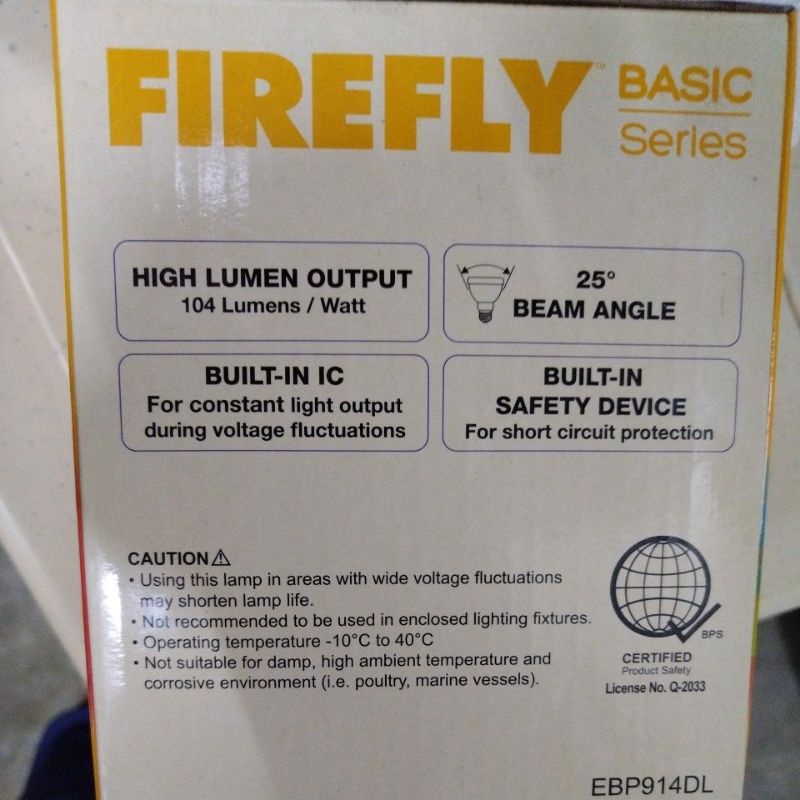 FIREFLY™ BASIC
Series
HIGH LUMEN OUTPUT
104 Lumens / Watt
25°
BEAM ANGLE
BUILT-IN IC
For constant light output
during voltage fluctuations
BUILT-IN
SAFETY DEVICE
For short circuit protection
CAUTION
• Using this lamp in areas with wide voltage fluctuations
may shorten lamp life.
• Not recommended to be used in enclosed lighting fixtures.
• Operating temperature -10°C to 40°C
• Not suitable for damp, high ambient temperature and
corrosive environment (i.e. poultry, marine vessels).
BPS
CERTIFIED
Product Safety
License No. Q-2033
EBP914DL